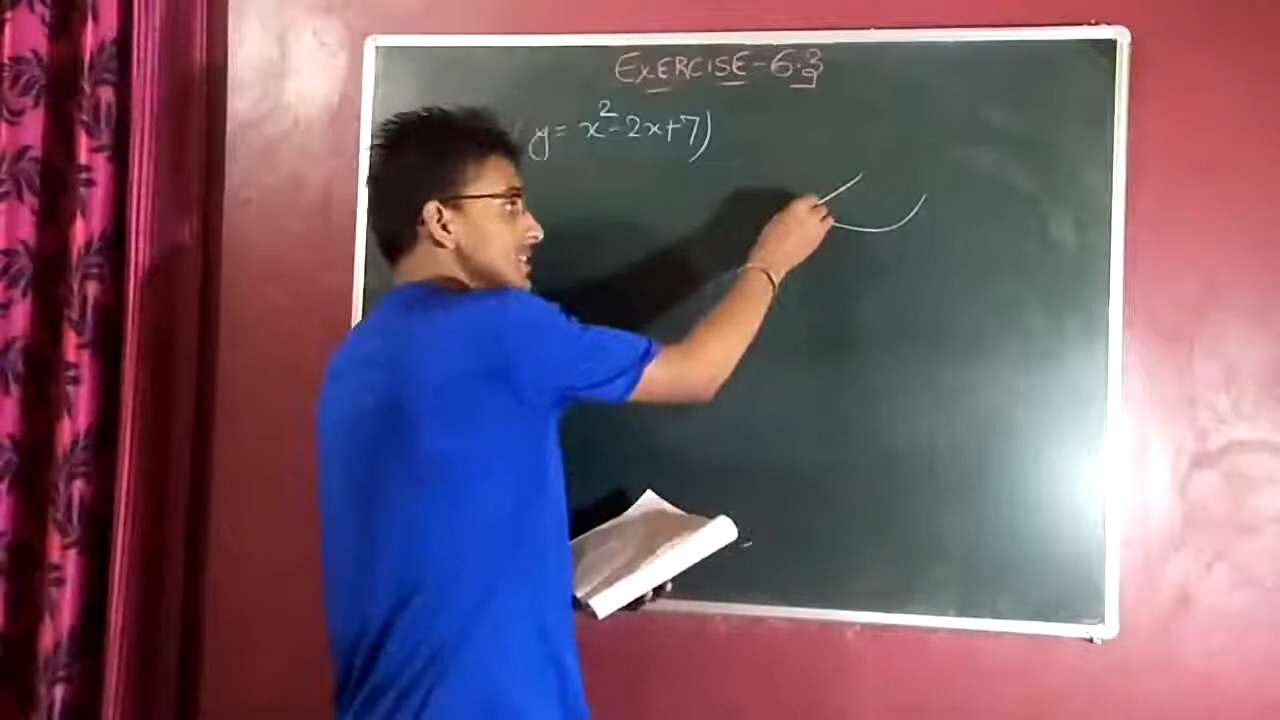 EXERCISE-6.3
y = x²-2x+7)